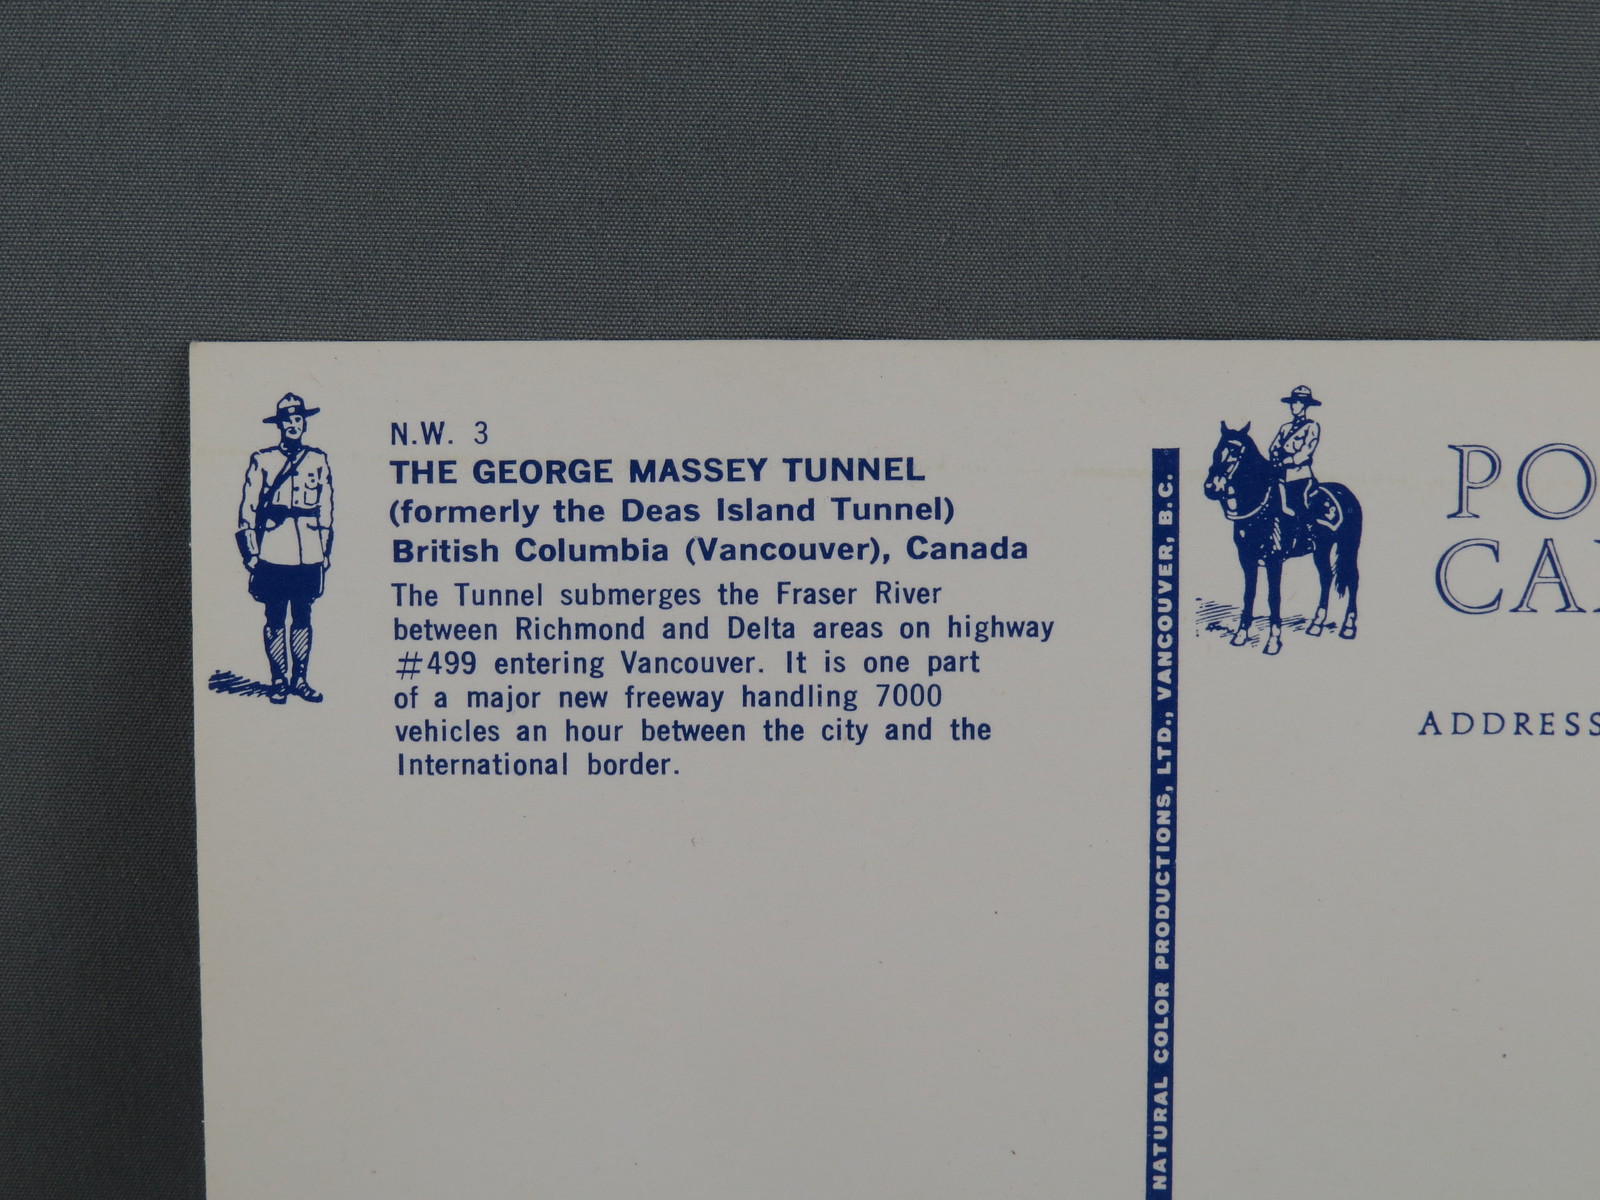 N.W. 3
THE GEORGE MASSEY TUNNEL
(formerly the Deas Island Tunnel)
British Columbia (Vancouver), Canada
The Tunnel submerges the Fraser River
between Richmond and Delta areas on highway
#499 entering Vancouver. It is one part
of a major new freeway handling 7000
vehicles an hour between the city and the
International border.
NATURAL COLOR PRODUCTIONS, LTD., VANCOUVER, B.C.
PO
CA
ADDRESS